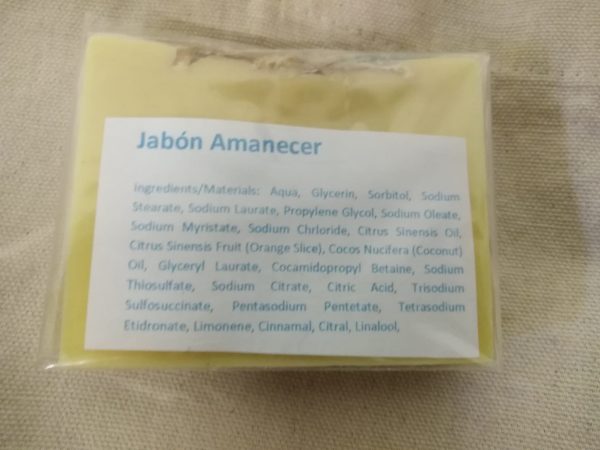 Jabón Amanecer
Ingredients/Materials: Aqua, Glycerin, Sorbitol, Sodium
Stearate, Sodium Laurate, Propylene Glycol, Sodium Oleate,
Sodium Myristate, Sodium Chrloride, Citrus Sinensis Oil,
Citrus Sinensis Fruit (Orange Slice), Cocos Nucifera (Coconut)
Oil, Glyceryl Laurate, Cocamidopropyl Betaine, Sodium
Thiosulfate, Sodium Citrate, Citric Acid, Trisodium
Sulfosuccinate, Pentasodium Pentetate, Tetrasodium
Etidronate, Limonene, Cinnamal, Citral, Linalool,